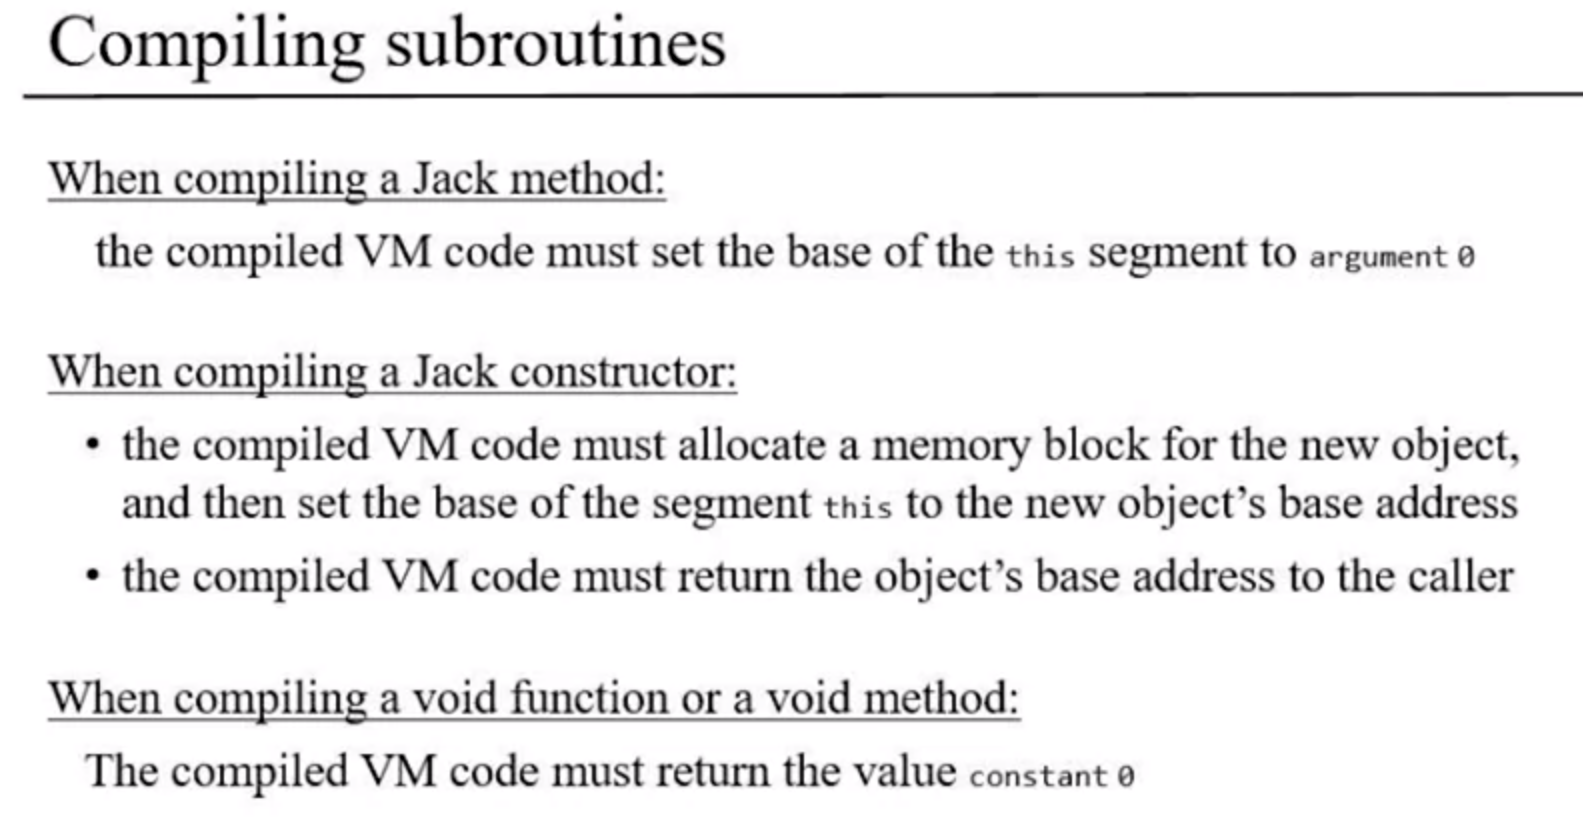 Compiling subroutines
When compiling a Jack method:
the compiled VM code must set the base of the this segment to argument 0
When compiling a Jack constructor:
• the compiled VM code must allocate a memory block for the new object,
and then set the base of the segment this to the new object’s base address
• the compiled VM code must return the object’s base address to the caller
When compiling a void function or a void method:
The compiled VM code must return the value constant 0